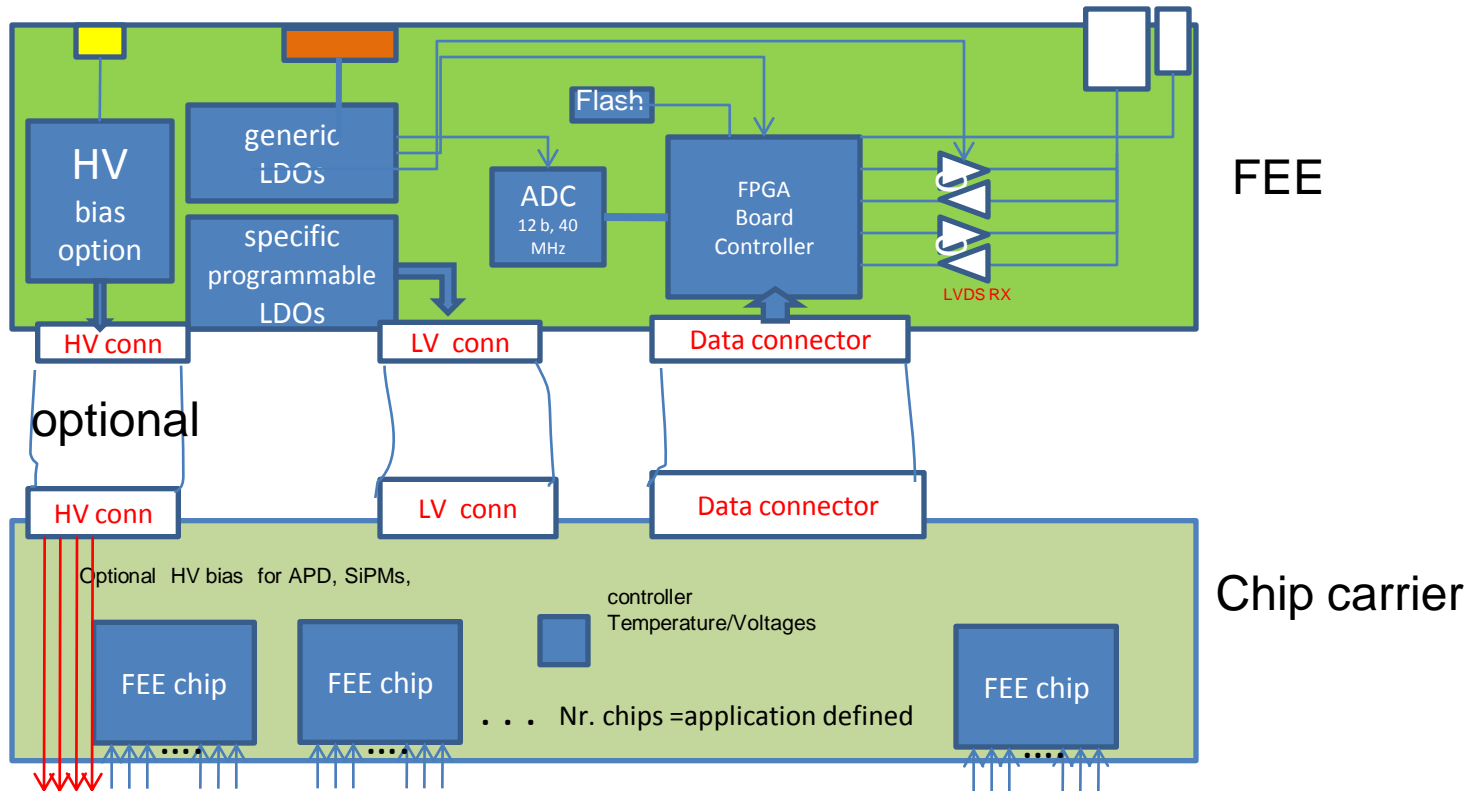 Flash
generic
LDOs
HV
bias
option
ADC
12 b, 40
MHz
FPGA
Board
Controller
FEE
specific
programmable
LDOs
LVDS RX
HV conn
LV conn
Data connector
optional
HV conn
LV conn
Data connector
Optional HV bias for APD, SiPMs,
controller
Temperature/Voltages
Chip carrier
FEE chip
FEE chip
FEE chip
. . . Nr. chips =application defined
....
....
....